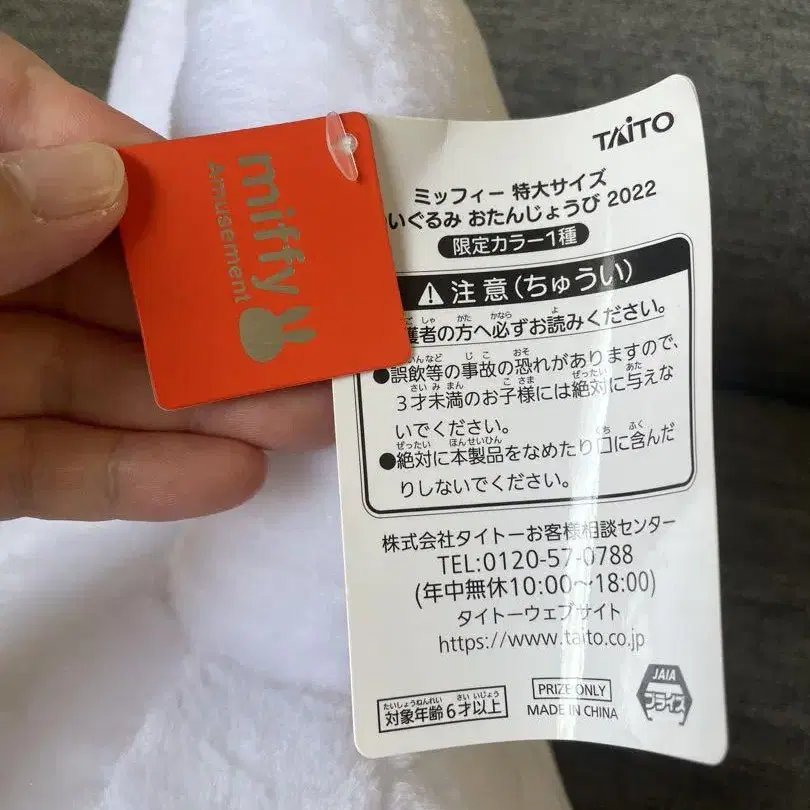 miffy
Amusement
TAITO
ミッフィー 特大サイズ
いぐるみ おたんじょうび 2022
限定カラー1種
注意(ちゅうい)
護者の方へ必ずお読みください。
●誤飲等の事故の恐れがありますので、
3才未満のお子様には絶対に与えな
いでください。
●絶対に本製品をなめたり口に含んだ
りしないでください。
株式会社タイトーお客様相談センター
TEL:0120-57-0788
(年中無休10:00〜18:00)
タイトーウェブサイト
https://www.taito.co.jp
対象年齢6才以上
PRIZE ONLY
MADE IN CHINA
JAIA
プライズ